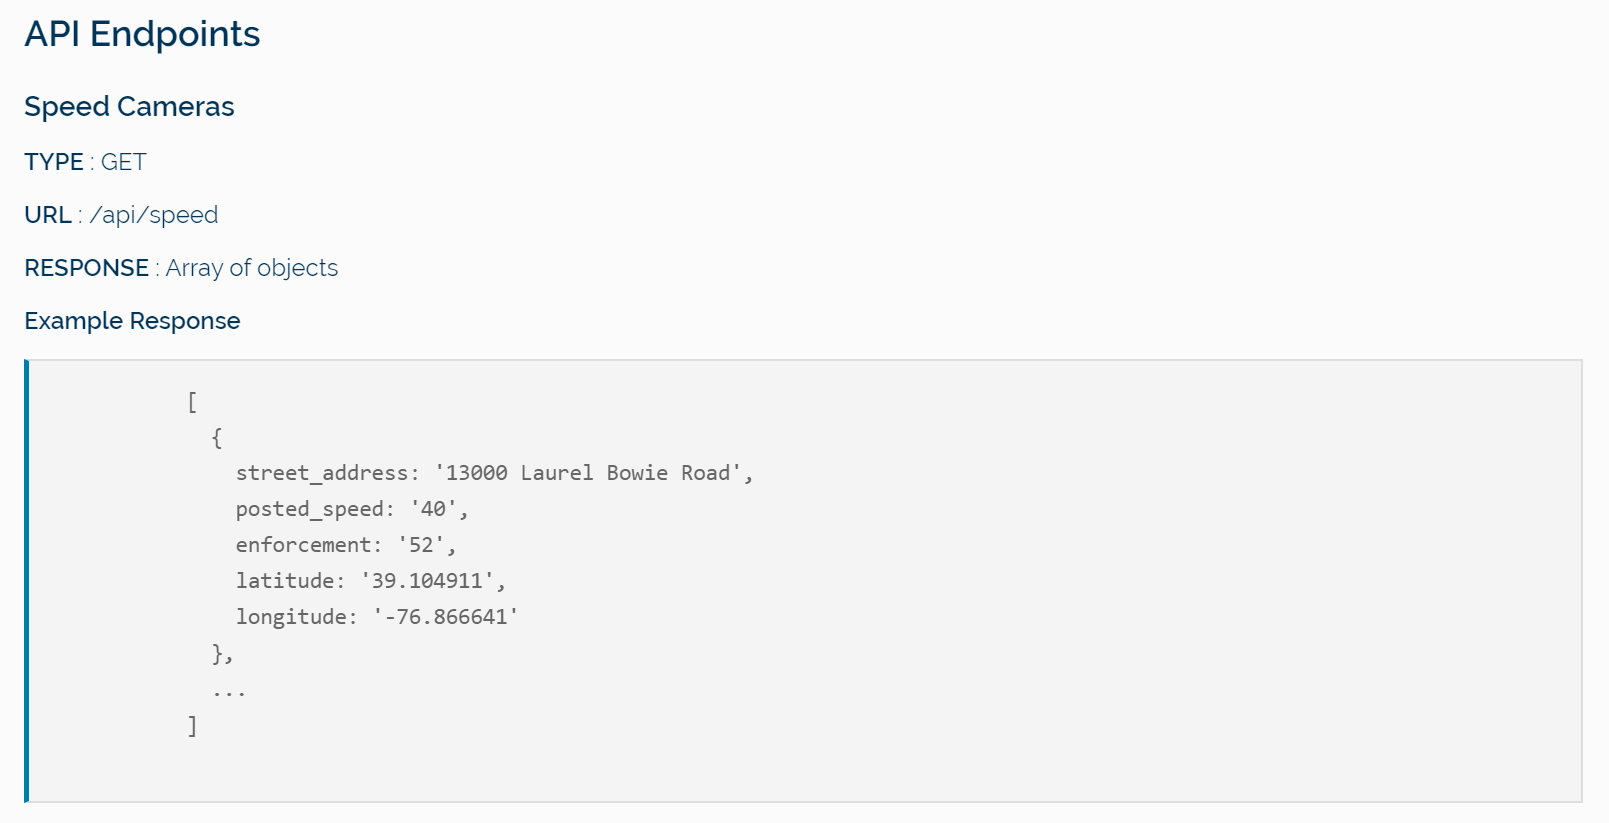 API Endpoints
Speed Cameras
TYPE : GET
URL : /api/speed
RESPONSE : Array of objects
Example Response
[
{
street_address: '13000 Laurel Bowie Road',
posted_speed: '40',
enforcement: '52',
latitude: '39.104911',
longitude: '-76.866641'
},
...
]